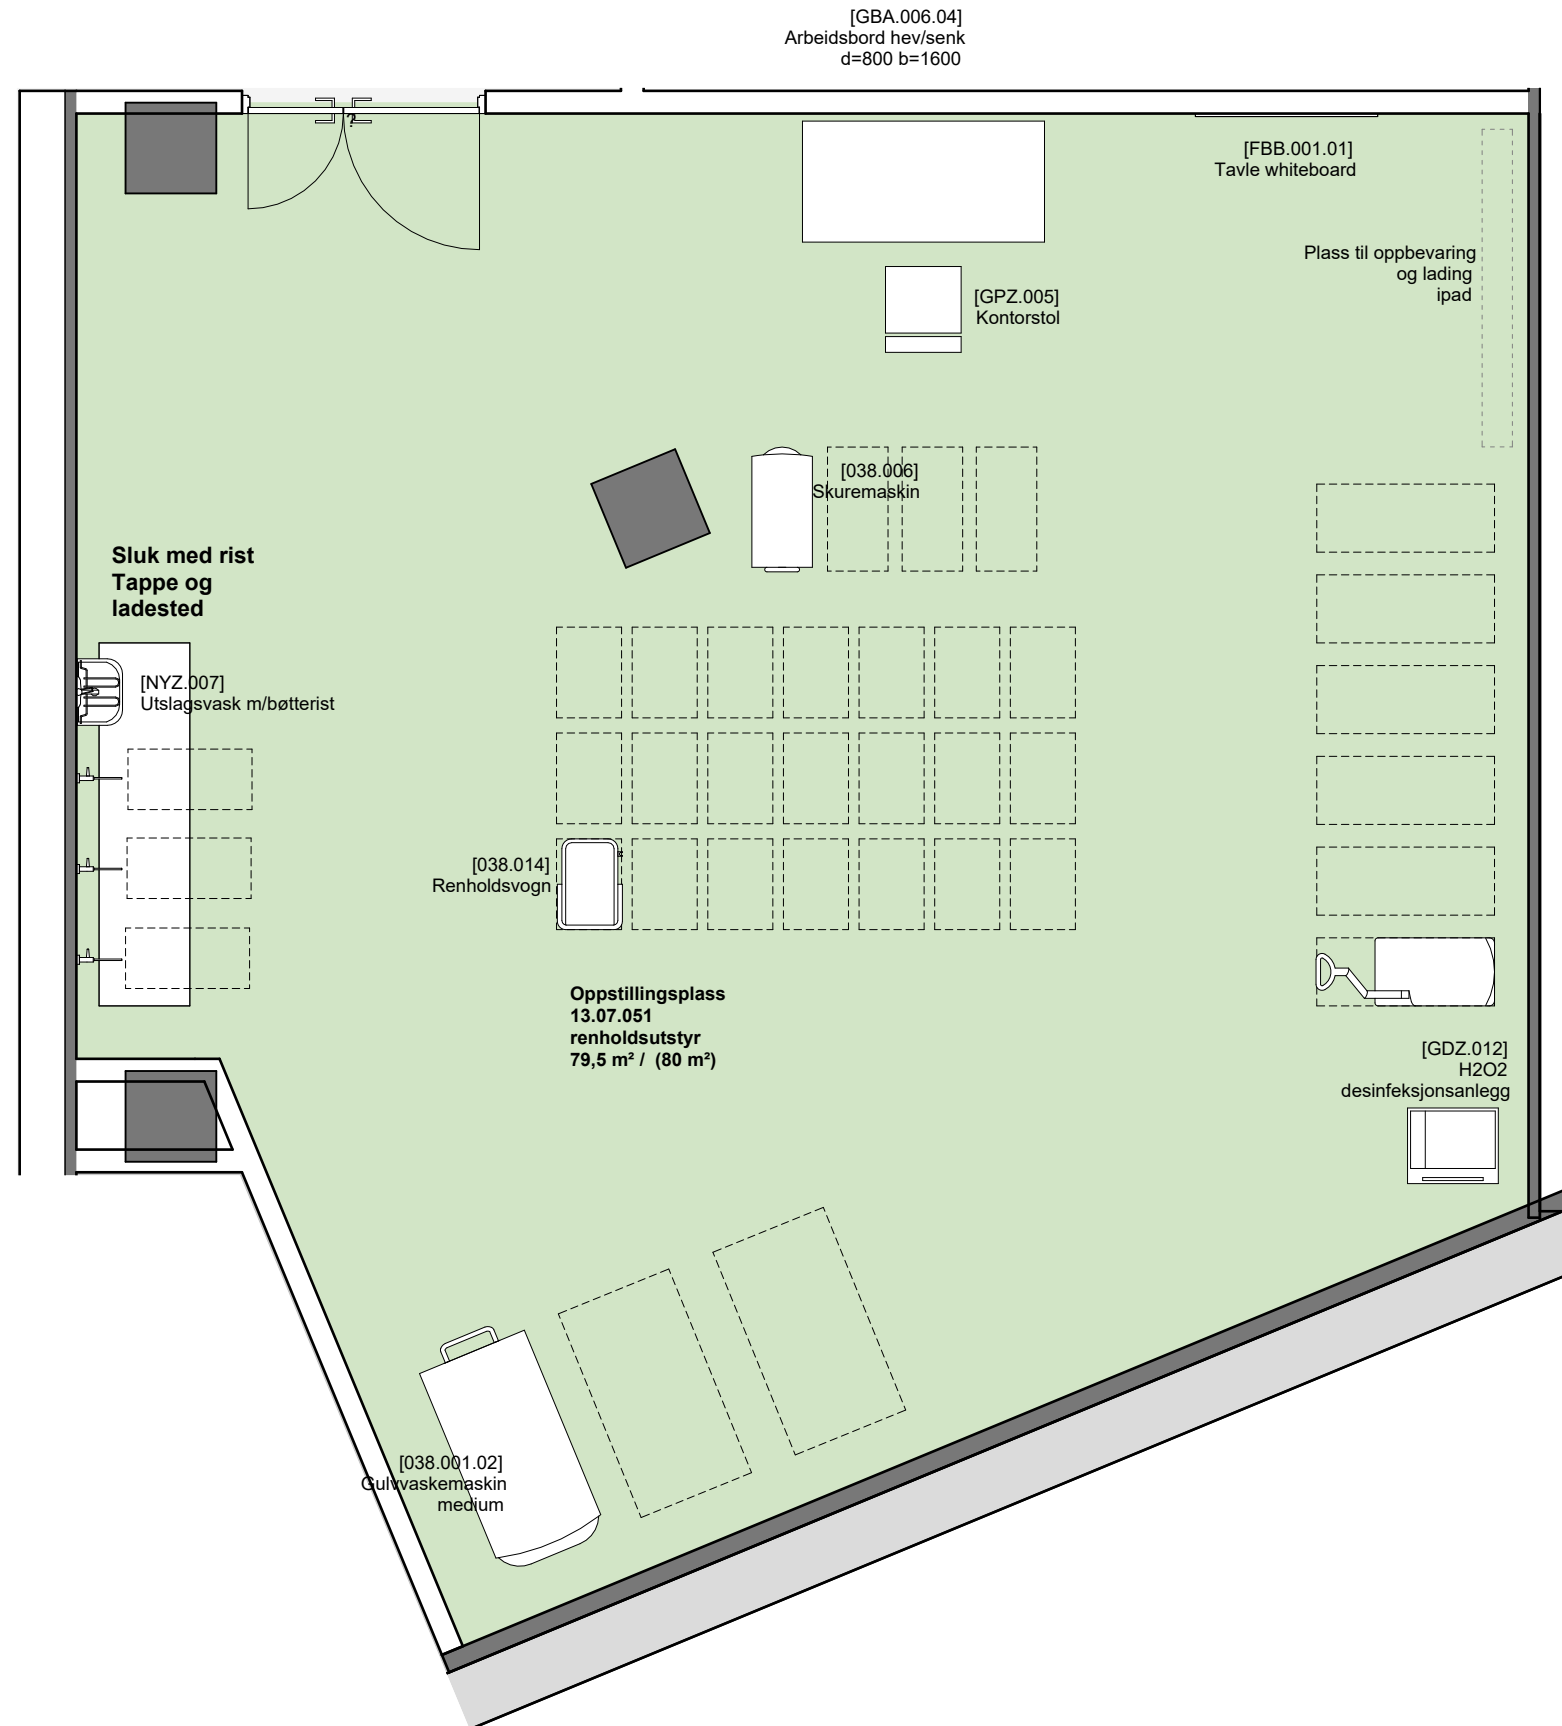 [GBA.006.04]
Arbeidsbord hev/senk
d=800 b=1600
?
[FBB.001.01]
Tavle whiteboard
Plass til oppbevaring
og lading
ipad
[GPZ.005]
Kontorstol
[038.006]
Skuremaskin
Sluk med rist
Tappe og
ladested
[NYZ.007]
Utslagsvask m/bøtterist
[038.014]
Renholdsvogn
Oppstillingsplass
13.07.051
renholdsutstyr
79,5 m² / (80 m²)
[GDZ.012]
H2O2
desinfeksjonsanlegg
[038.001.02]
Gulvvaskemaskin
medium